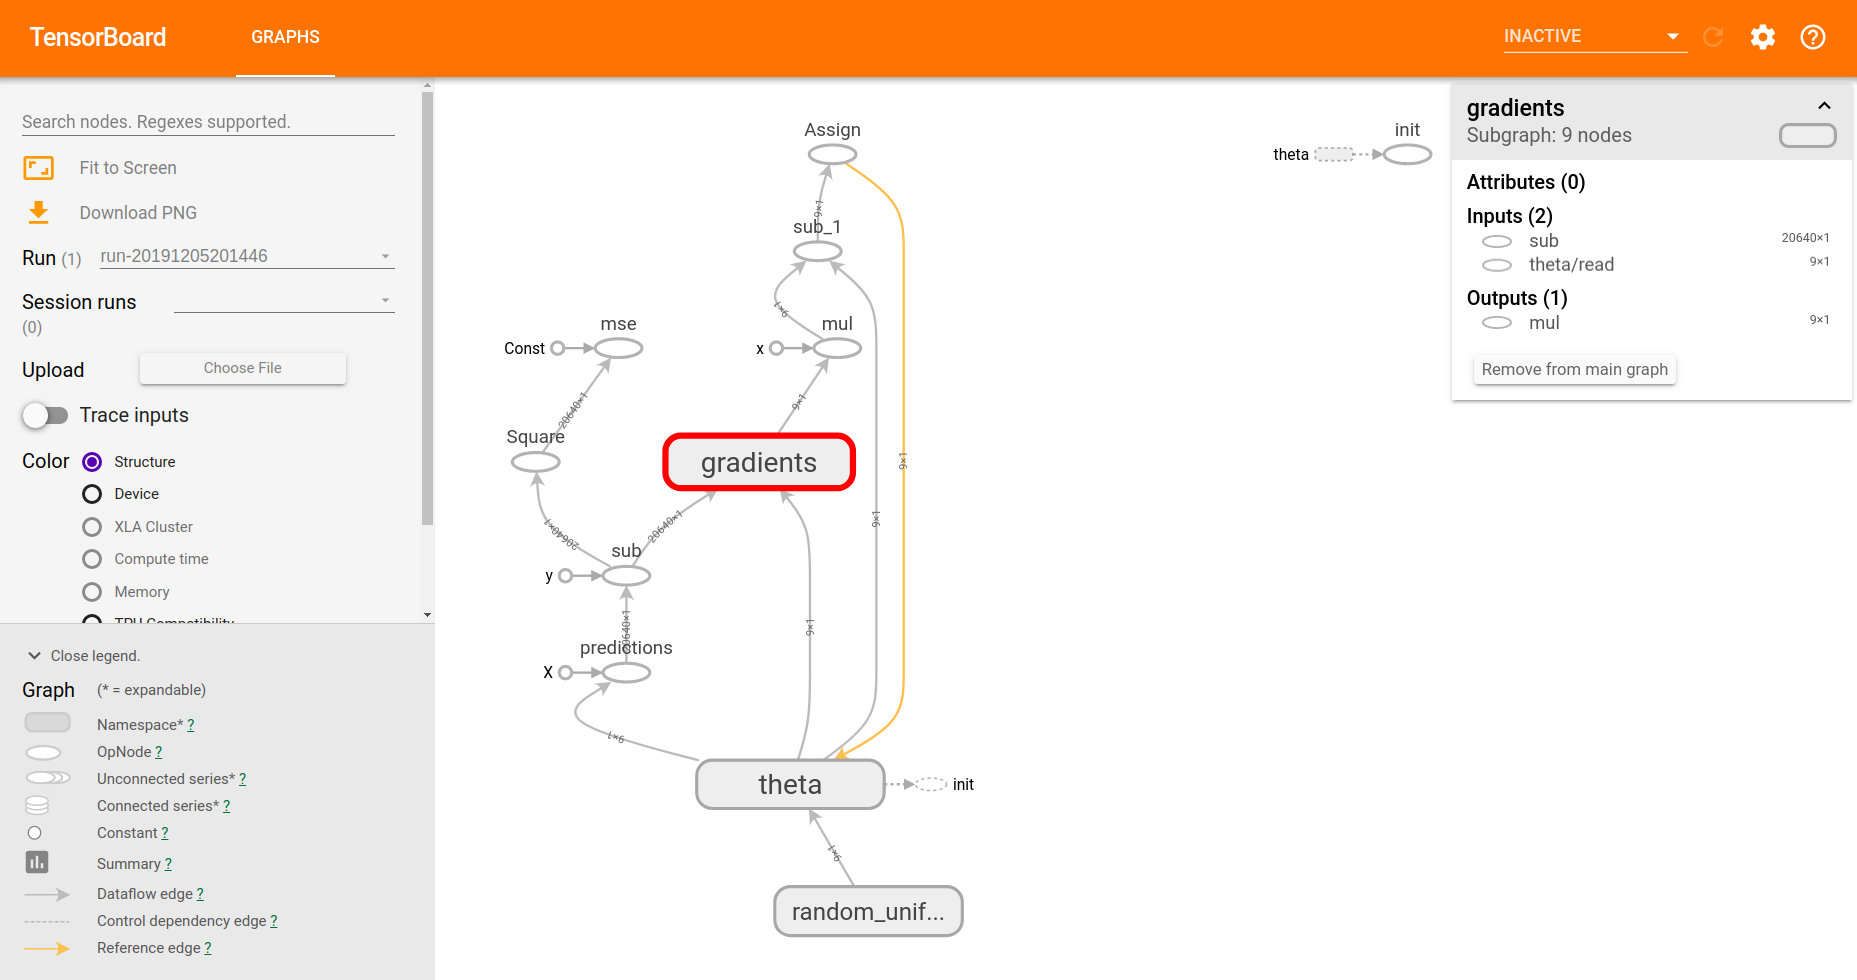 TensorBoard
GRAPHS
INACTIVE
Search nodes. Regexes supported.
Fit to Screen
Download PNG
Run (1) run-20191205201446
Session runs
(0)
Upload Choose File
Trace inputs
Color Structure
Device
XLA Cluster
Compute time
Memory
TPU Compatibility
Close legend.
Graph (* = expandable)
Namespace* ?
OpNode ?
Unconnected series* ?
Connected series* ?
Constant ?
Summary ?
Dataflow edge ?
Control dependency edge ?
Reference edge ?
Assign
9×1
sub_1
9×1
mse
mul
Const
x
20640×1
9×1
Square
gradients
9×1
20640×1
20640×1
9×1
sub
y
20640×1
9×1
predictions
X
9×1
theta
init
9×1
random_unif...
init
theta
gradients
Subgraph: 9 nodes
Attributes (0)
Inputs (2)
sub 20640×1
theta/read 9×1
Outputs (1)
mul 9×1
Remove from main graph